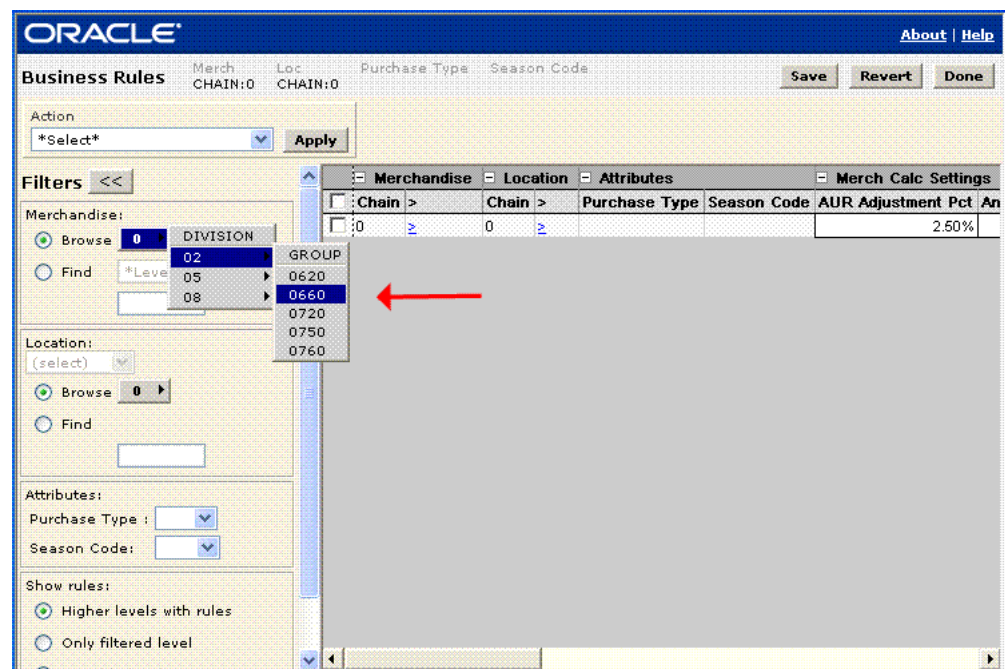 ORACLE
About | Help
Business Rules
Merch
CHAIN:0
Loc
CHAIN:0
Purchase Type
Season Code
Save
Revert
Done
Action
*Select*
Apply
Filters <<
Merchandise:
Browse 0
Find *Leve
DIVISION
02
05
08
GROUP
0620
0660
0720
0750
0760
Location:
(select)
Browse 0
Find
Attributes:
Purchase Type :
Season Code:
Show rules:
Higher levels with rules
Only filtered level
Merchandise Location Attributes Merch Calc Settings
Chain > Chain > Purchase Type Season Code AUR Adjustment Pct An
0 > 0 > 2.50%